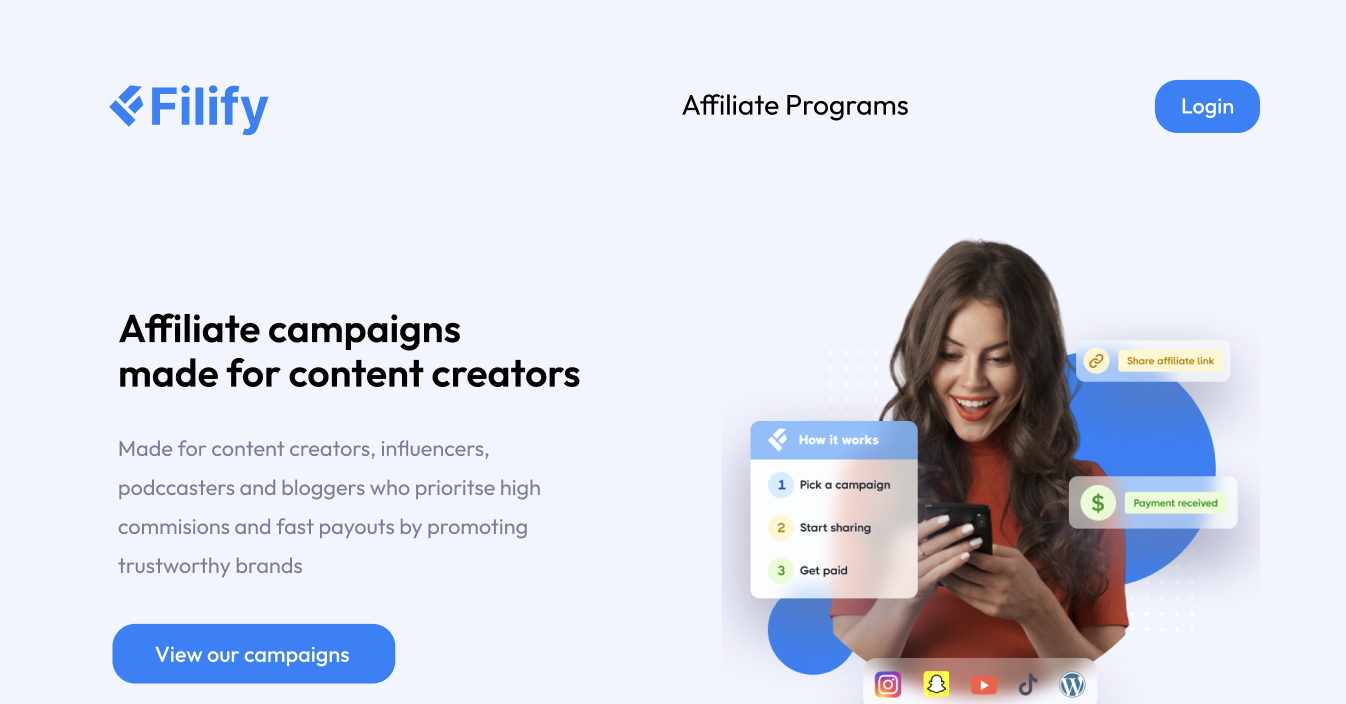 Filify
Affiliate Programs
Login
Affiliate campaigns
made for content creators
Made for content creators, influencers,
podccasters and bloggers who prioritse high
commisions and fast payouts by promoting
trustworthy brands
View our campaigns
Share affiliate link
How it works
1 Pick a campaign
2 Start sharing
3 Get paid
$ Payment received